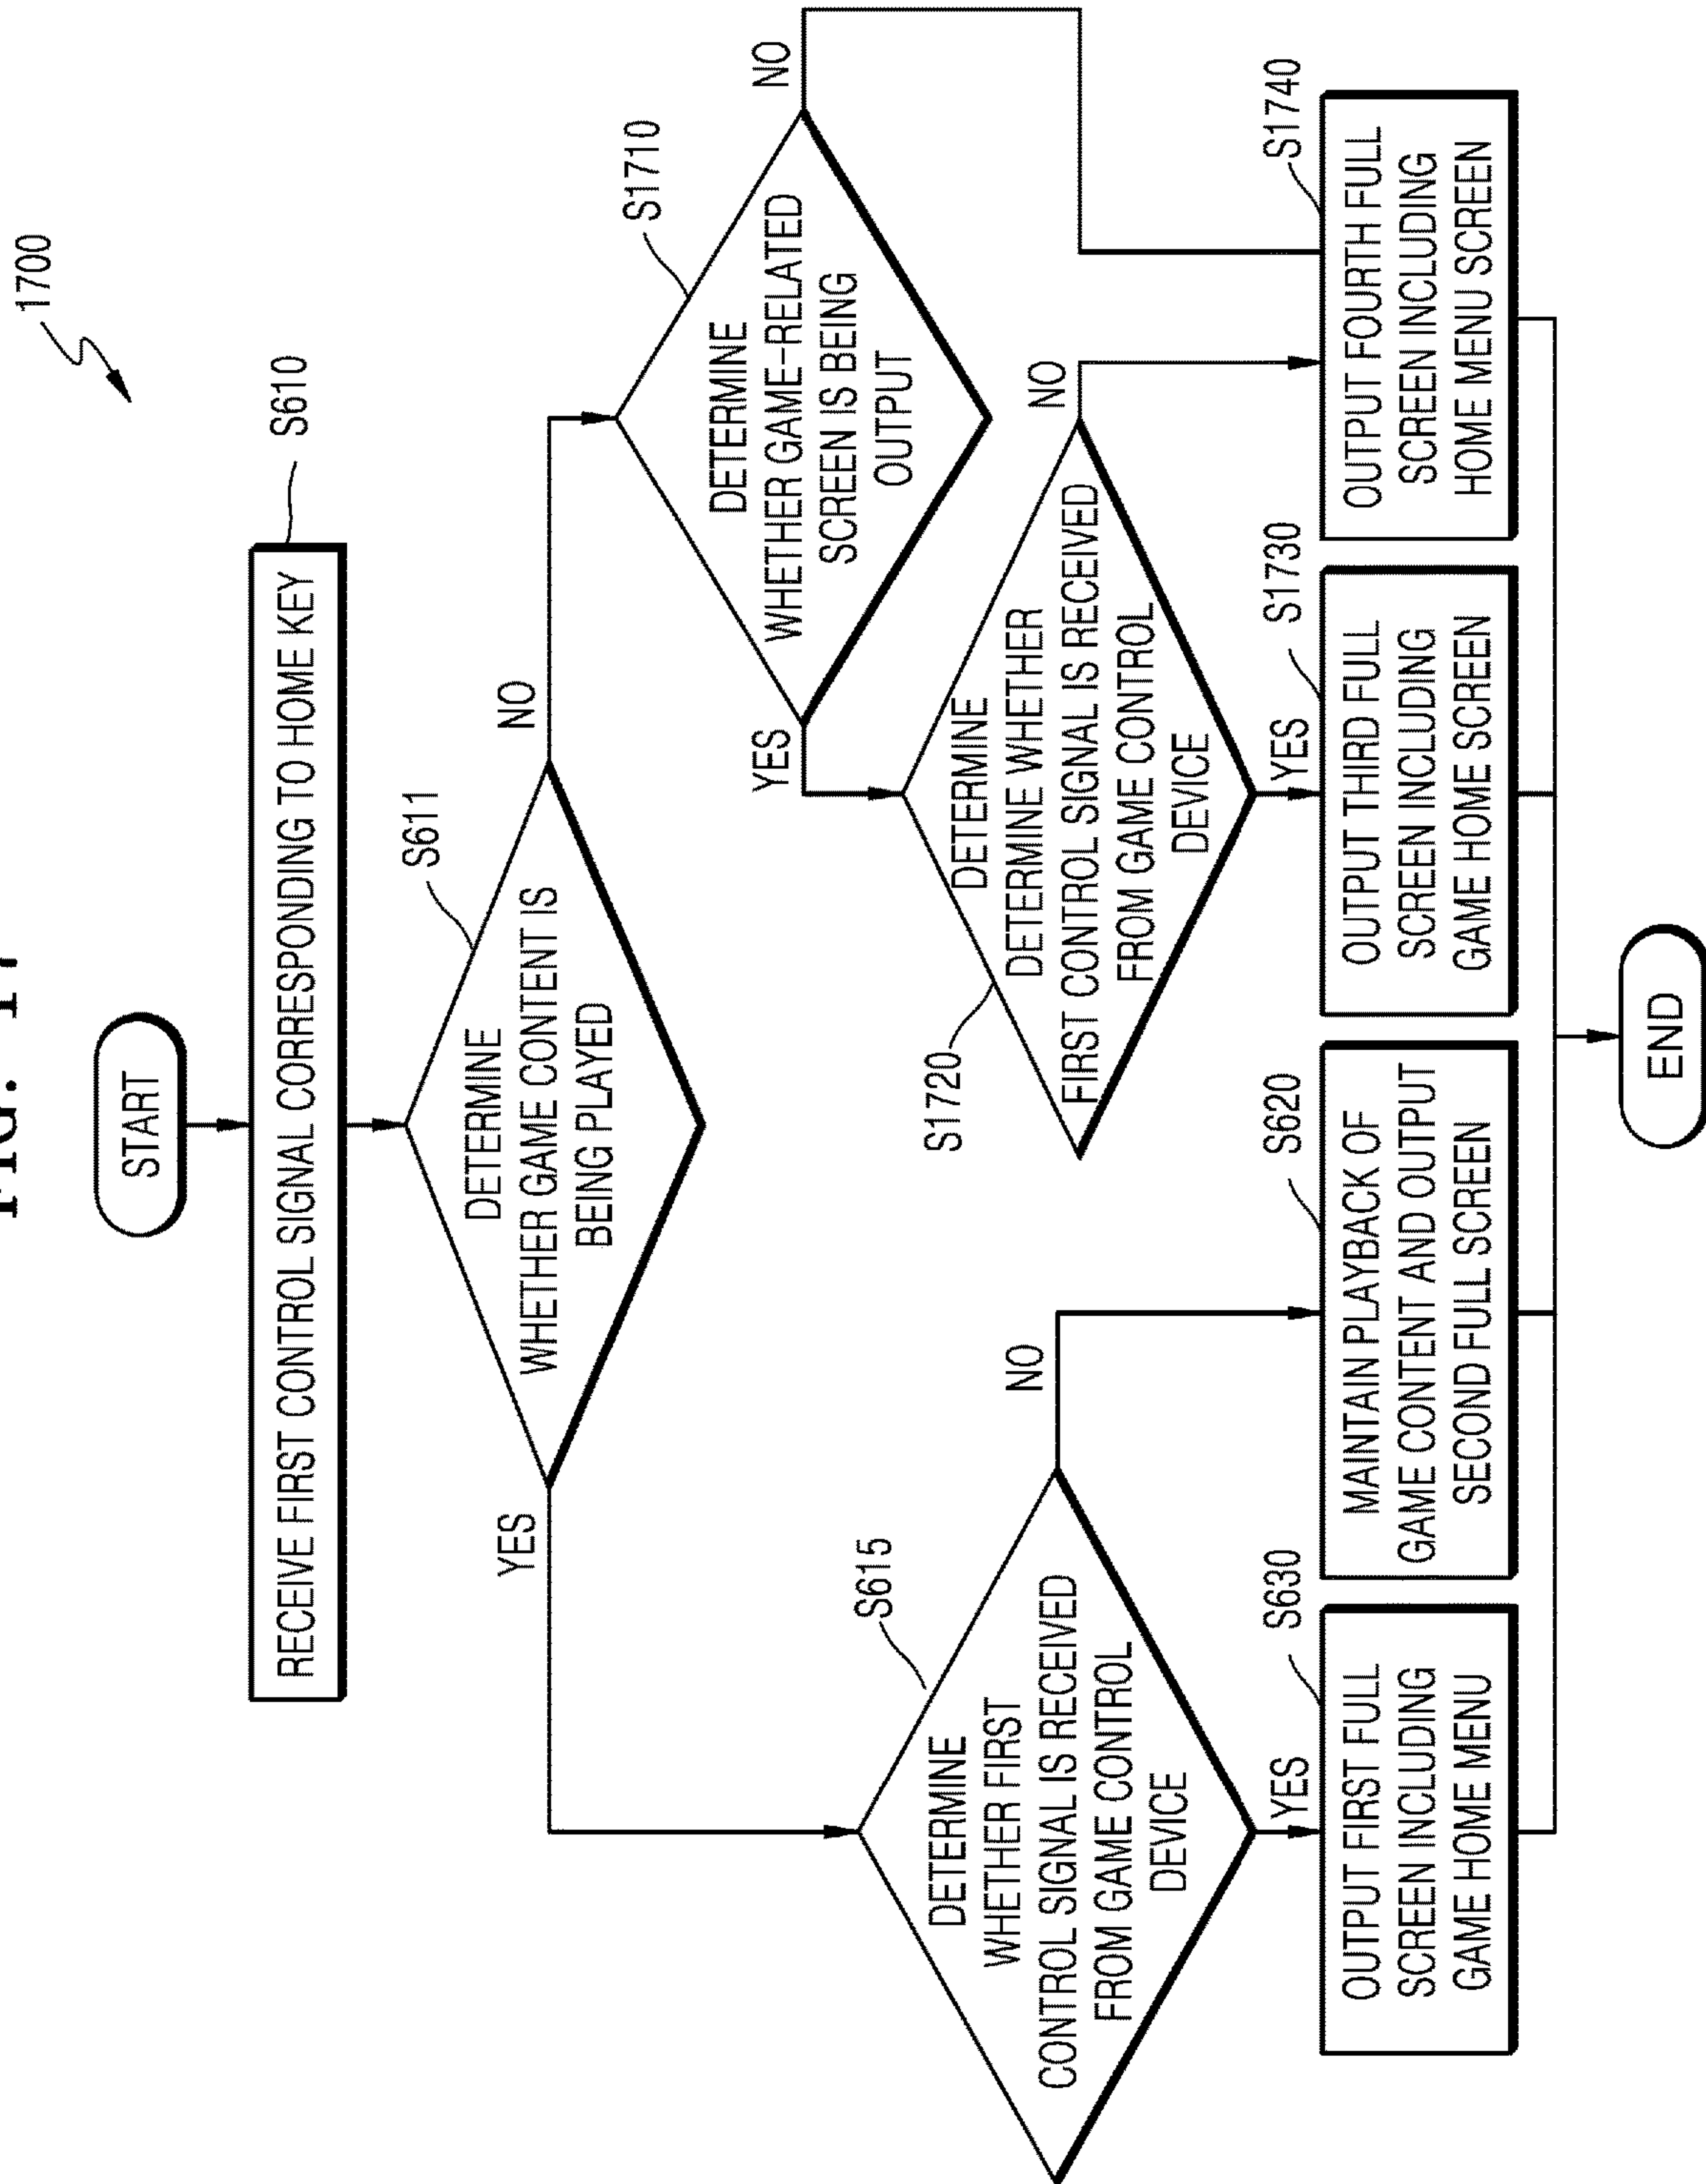 1700
START
RECEIVE FIRST CONTROL SIGNAL CORRESPONDING TO HOME KEY
S610
DETERMINE
WHETHER GAME CONTENT IS
BEING PLAYED
S611
YES
NO
DETERMINE
WHETHER GAME-RELATED
SCREEN IS BEING
OUTPUT
S1710
YES
NO
DETERMINE
WHETHER FIRST
CONTROL SIGNAL IS RECEIVED
FROM GAME CONTROL
DEVICE
S615
YES
NO
DETERMINE
DETERMINE WHETHER
FIRST CONTROL SIGNAL IS RECEIVED
FROM GAME CONTROL
DEVICE
S1720
YES
NO
OUTPUT FIRST FULL
SCREEN INCLUDING
GAME HOME MENU
S630
MAINTAIN PLAYBACK OF
GAME CONTENT AND OUTPUT
SECOND FULL SCREEN
S620
OUTPUT THIRD FULL
SCREEN INCLUDING
GAME HOME SCREEN
S1730
OUTPUT FOURTH FULL
SCREEN INCLUDING
HOME MENU SCREEN
S1740
END